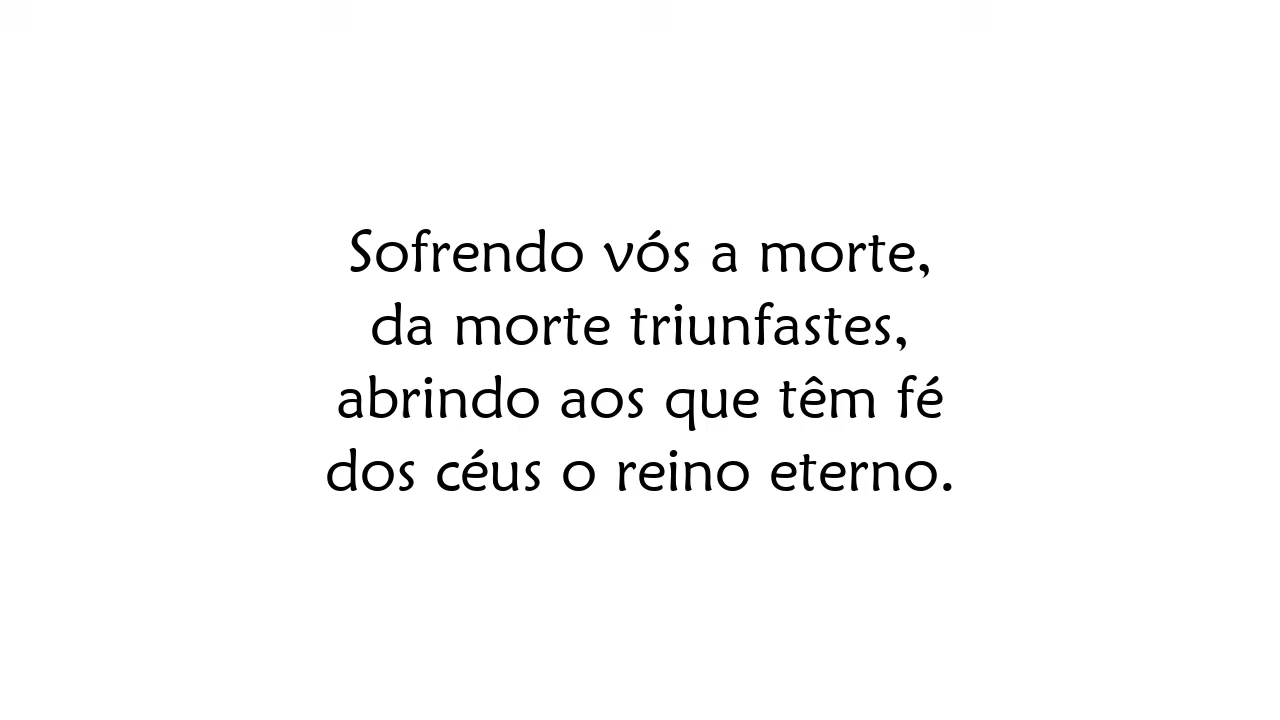 Sofrendo vós a morte,
da morte triunfastes,
abrindo aos que têm fé
dos céus o reino eterno.